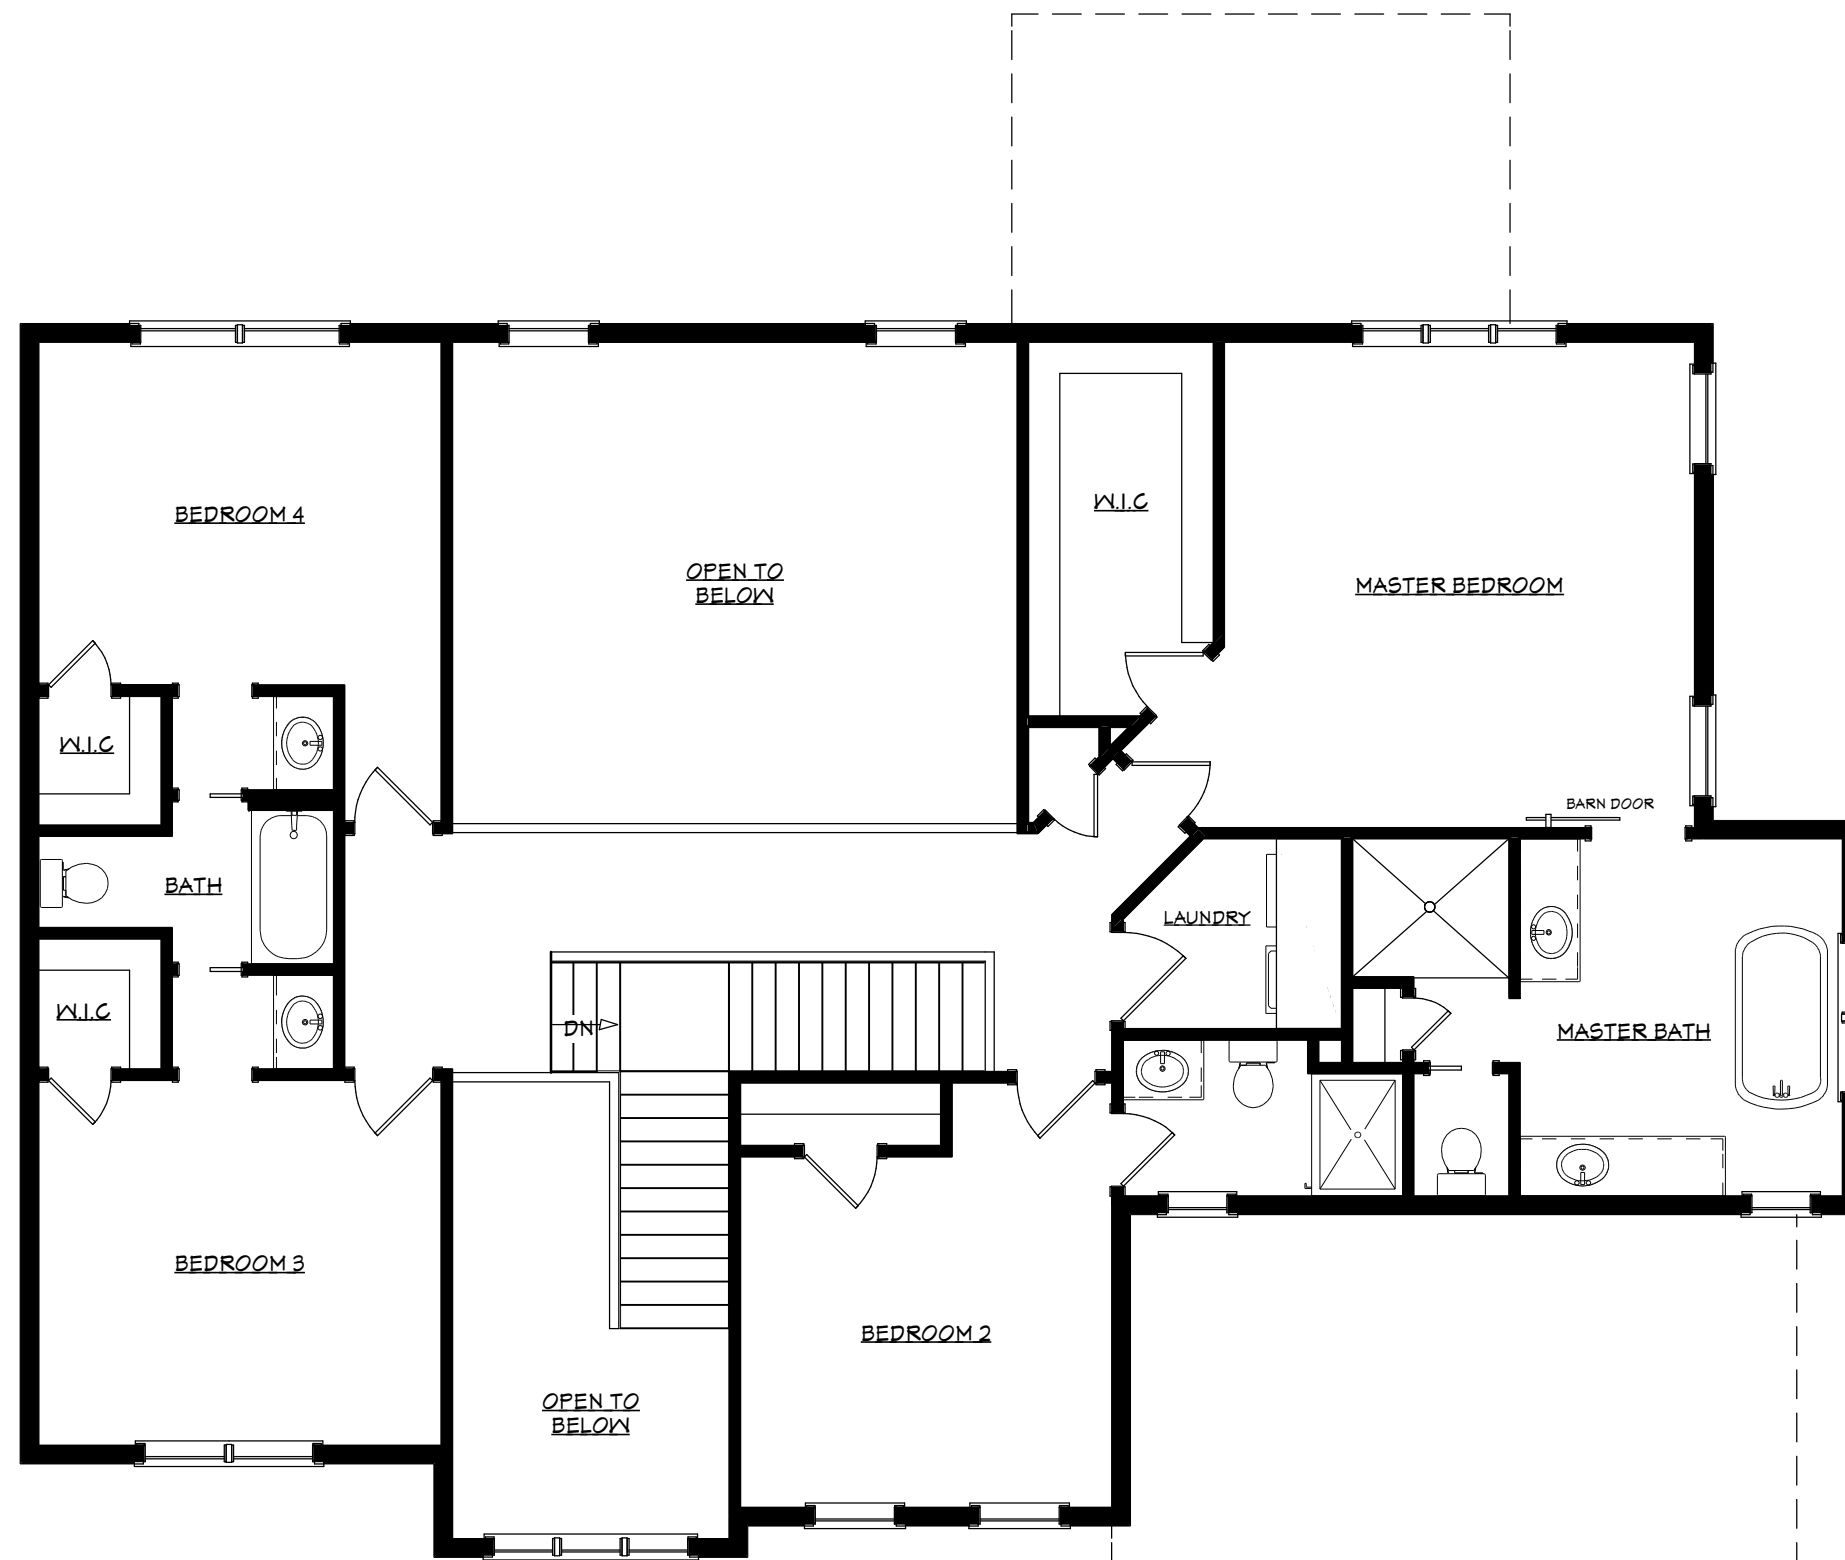 BEDROOM 4
W.I.C
OPEN TO
BELOW
MASTER BEDROOM
W.I.C
BARN DOOR
BATH
LAUNDRY
W.I.C
DN
MASTER BATH
BEDROOM 3
BEDROOM 2
OPEN TO
BELOW